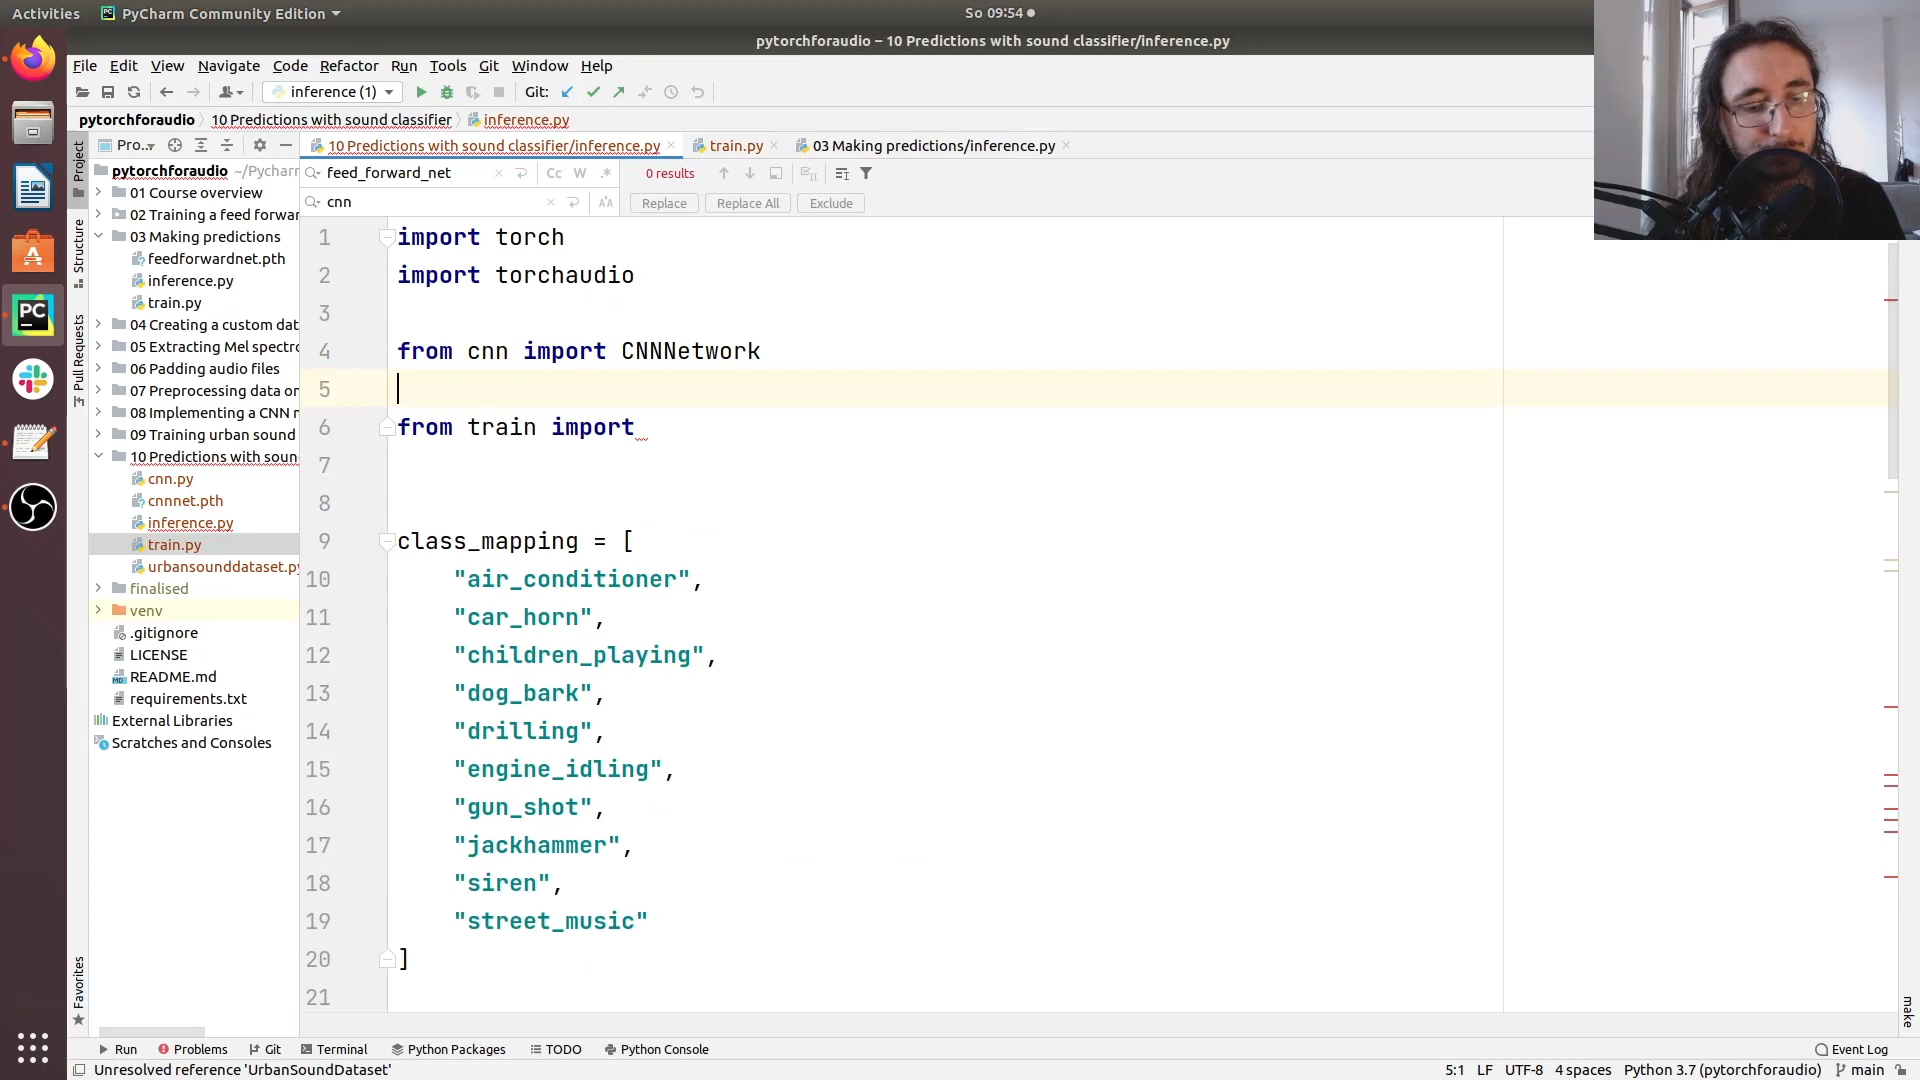 Activities
PyCharm Community Edition
So 09:54
pytorchforaudio – 10 Predictions with sound classifier/inference.py
File Edit View Navigate Code Refactor Run Tools Git Window Help
inference (1) Git:
pytorchforaudio 10 Predictions with sound classifier inference.py
Project
Structure
Pull Requests
Favorites
Pro...
pytorchforaudio ~/Pycharm
01 Course overview
02 Training a feed forwar
03 Making predictions
feedforwardnet.pth
inference.py
train.py
04 Creating a custom dat
05 Extracting Mel spectro
06 Padding audio files
07 Preprocessing data on
08 Implementing a CNN n
09 Training urban sound
10 Predictions with soun
cnn.py
cnnnet.pth
inference.py
train.py
urbansounddataset.py
finalised
venv
.gitignore
LICENSE
README.md
requirements.txt
External Libraries
Scratches and Consoles
10 Predictions with sound classifier/inference.py train.py 03 Making predictions/inference.py
feed_forward_net Cc W .* 0 results
cnn Replace Replace All Exclude
1 import torch
2 import torchaudio
3
4 from cnn import CNNNetwork
5
6 from train import
7
8
9 class_mapping = [
10 "air_conditioner",
11 "car_horn",
12 "children_playing",
13 "dog_bark",
14 "drilling",
15 "engine_idling",
16 "gun_shot",
17 "jackhammer",
18 "siren",
19 "street_music"
20 ]
21
make
Run Problems Git Terminal Python Packages TODO Python Console Event Log
Unresolved reference 'UrbanSoundDataset' 5:1 LF UTF-8 4 spaces Python 3.7 (pytorchforaudio) main